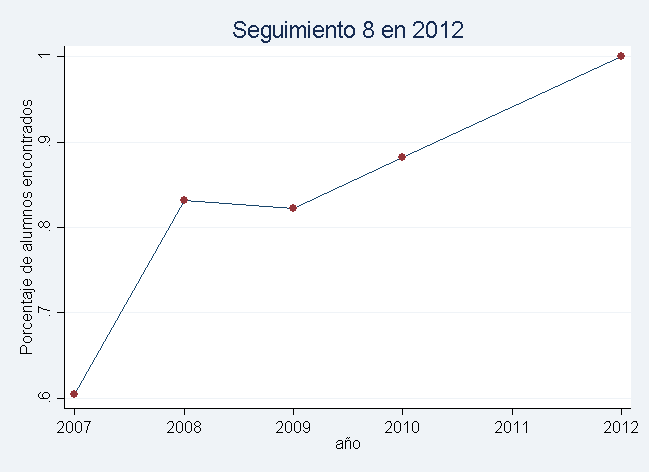 Seguimiento 8 en 2012
Porcentaje de alumnos encontrados
1
.9
.8
.7
.6
2007 2008 2009 2010 2011 2012
año